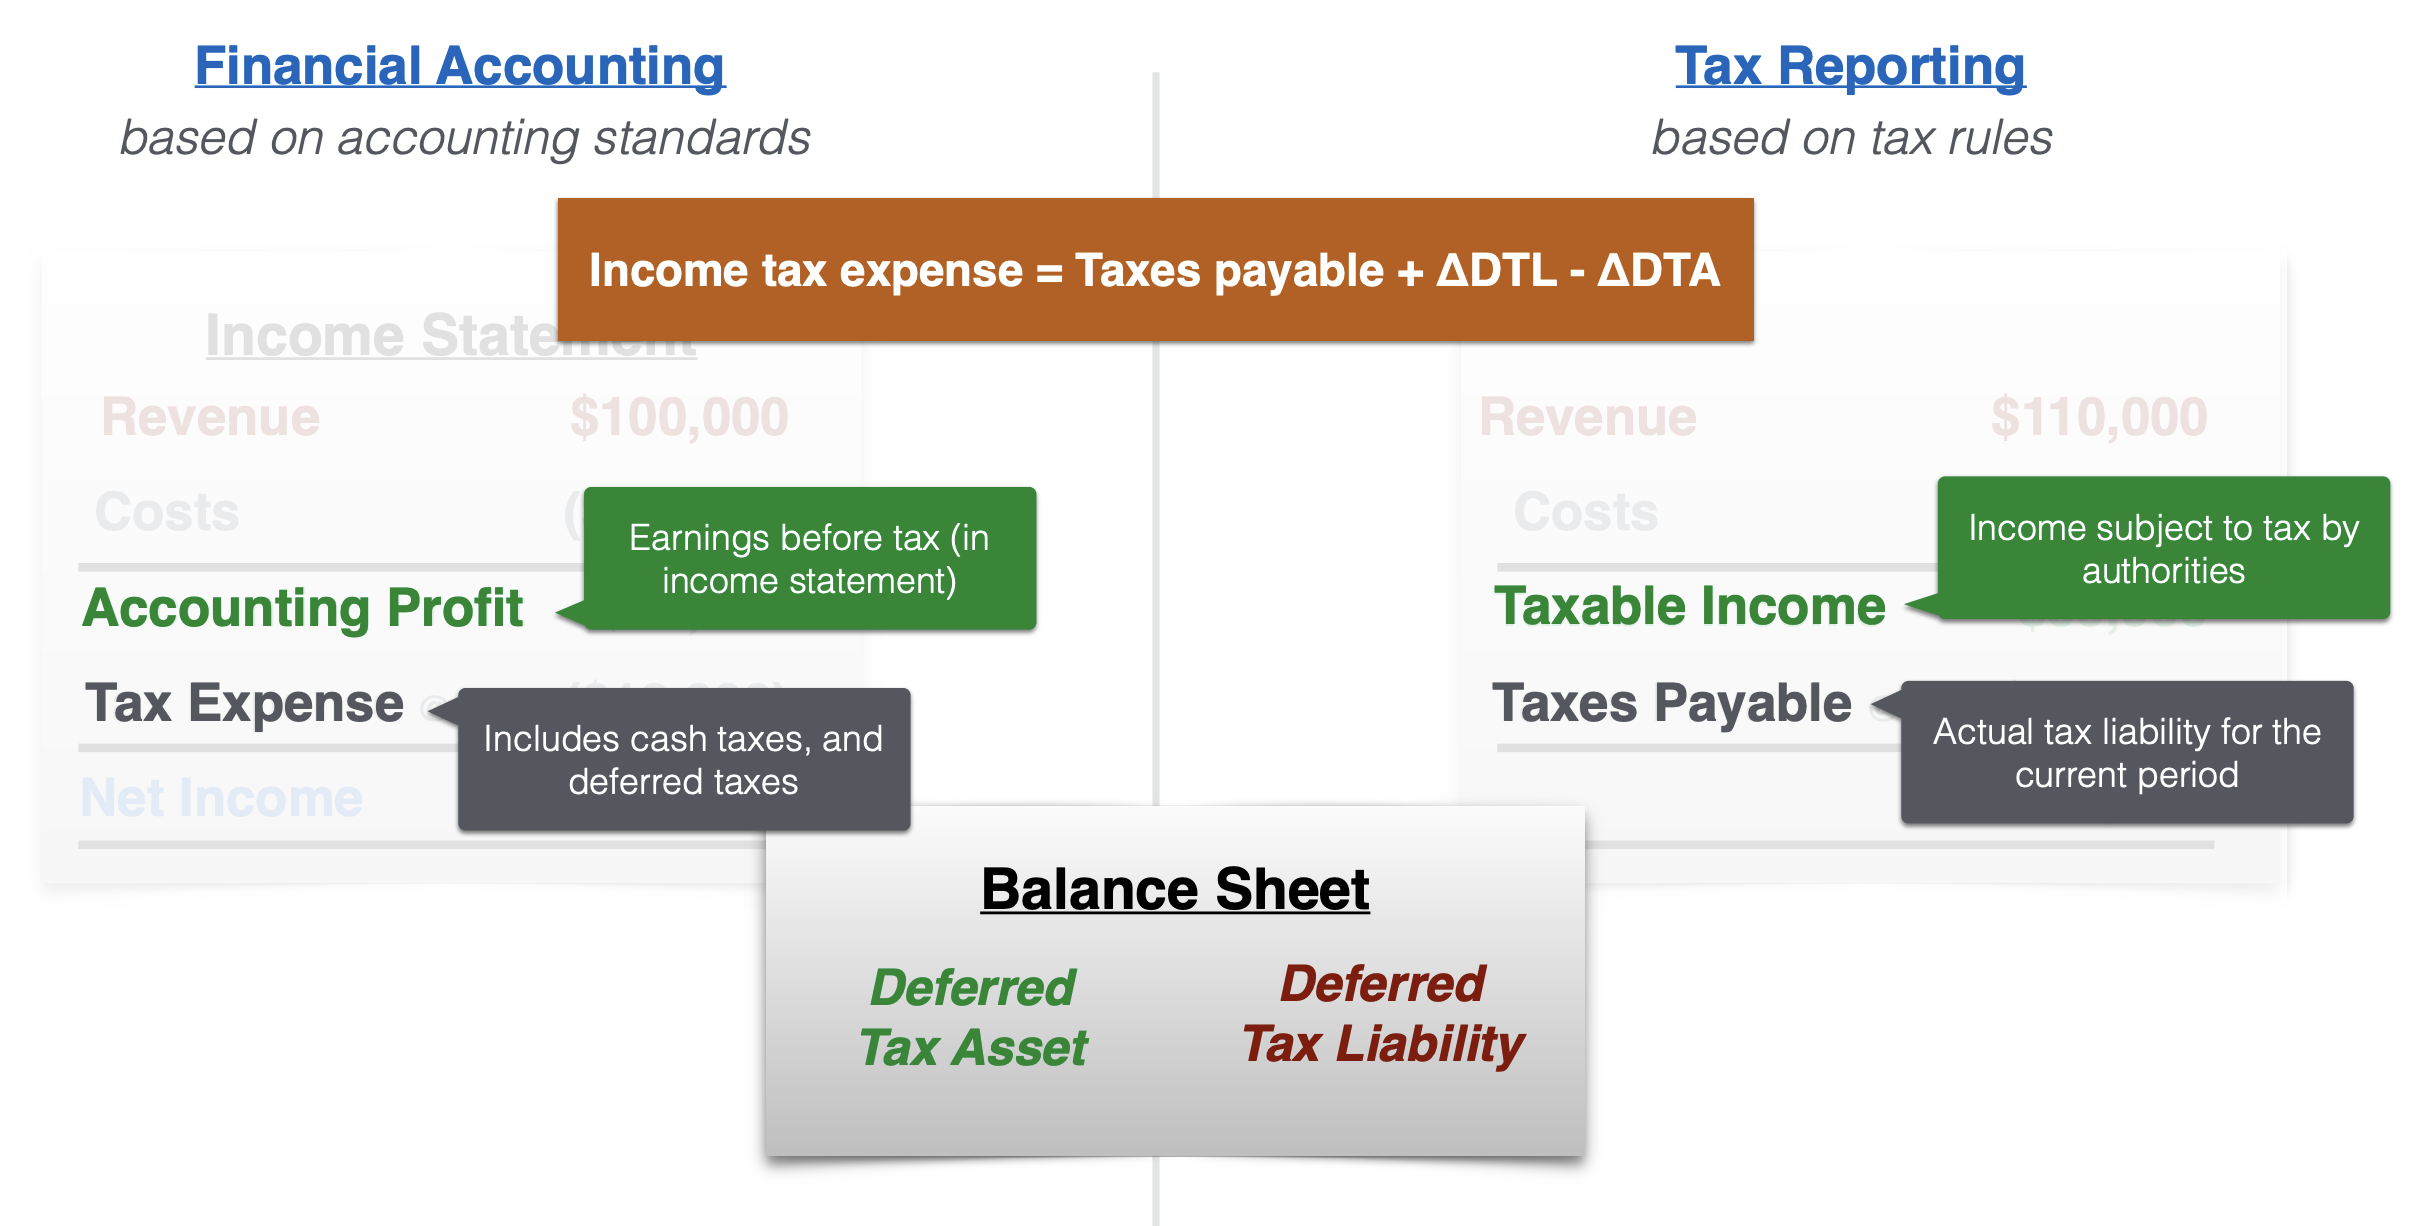 Financial Accounting
based on accounting standards
Tax Reporting
based on tax rules
Income tax expense = Taxes payable + ΔDTL - ΔDTA
Income Statement
Revenue $100,000
Costs (
Earnings before tax (in
income statement)
Accounting Profit
Tax Expense
Includes cash taxes, and
deferred taxes
Net Income
Revenue $110,000
Costs
Income subject to tax by
authorities
Taxable Income
Taxes Payable
Actual tax liability for the
current period
Balance Sheet
Deferred
Tax Asset
Deferred
Tax Liability